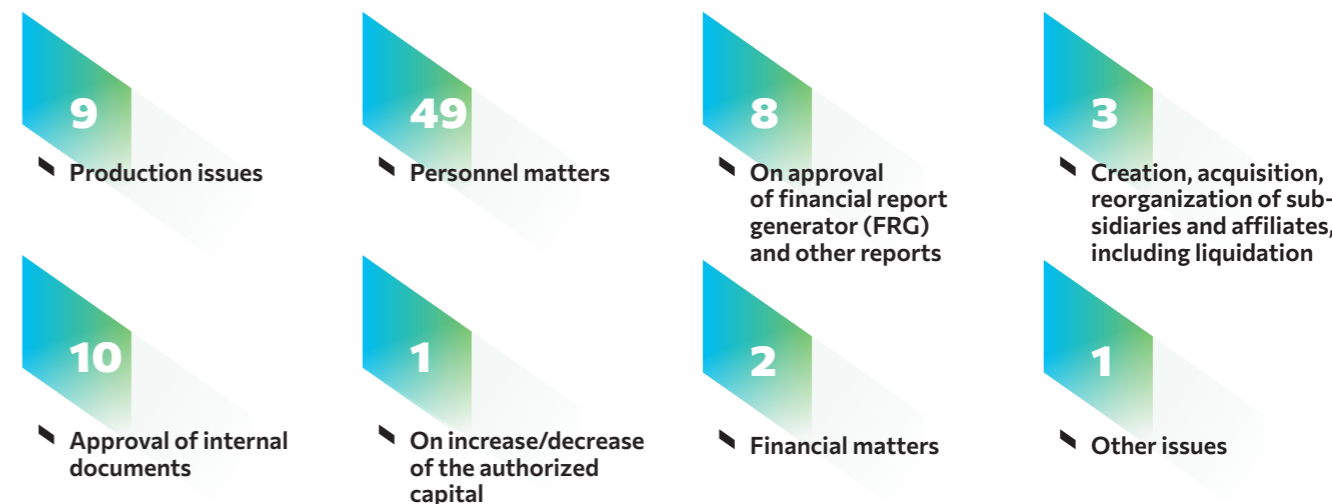 9
Production issues
49
Personnel matters
8
On approval
of financial report
generator (FRG)
and other reports
3
Creation, acquisition,
reorganization of sub-
sidiaries and affiliates,
including liquidation
10
Approval of internal
documents
1
On increase/decrease
of the authorized
capital
2
Financial matters
1
Other issues